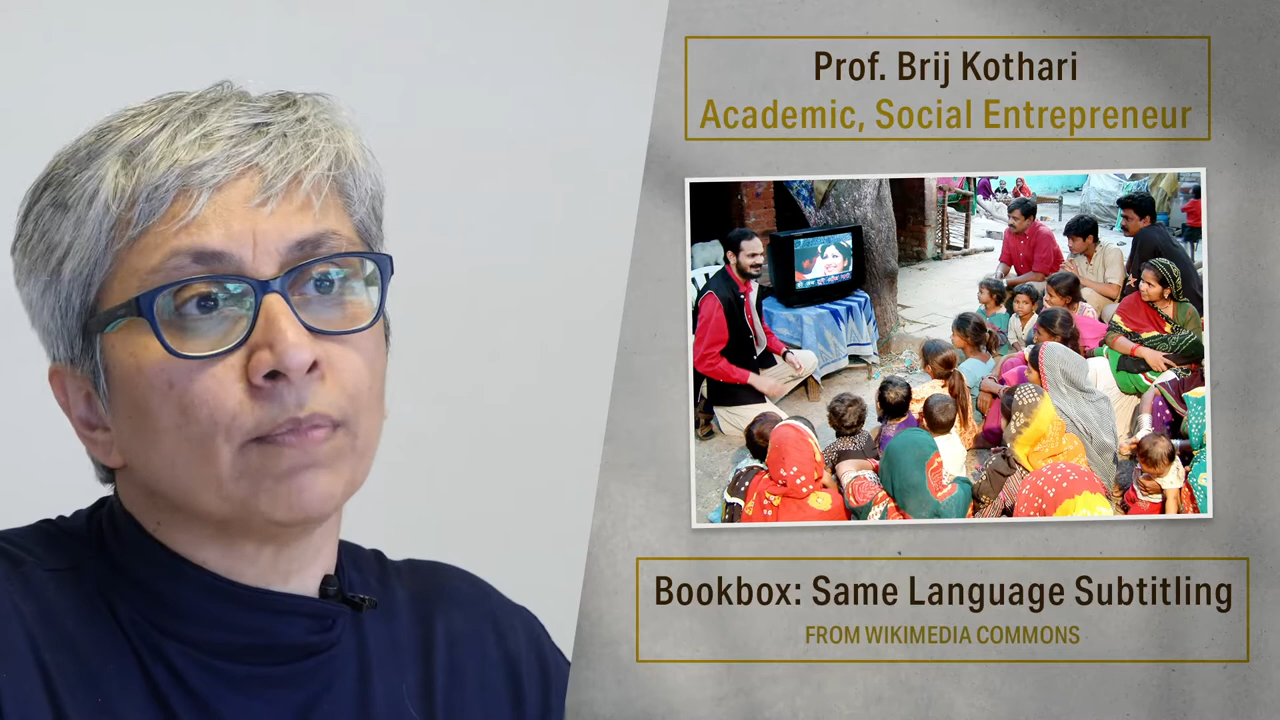 Prof. Brij Kothari
Academic, Social Entrepreneur
Bookbox: Same Language Subtitling
FROM WIKIMEDIA COMMONS